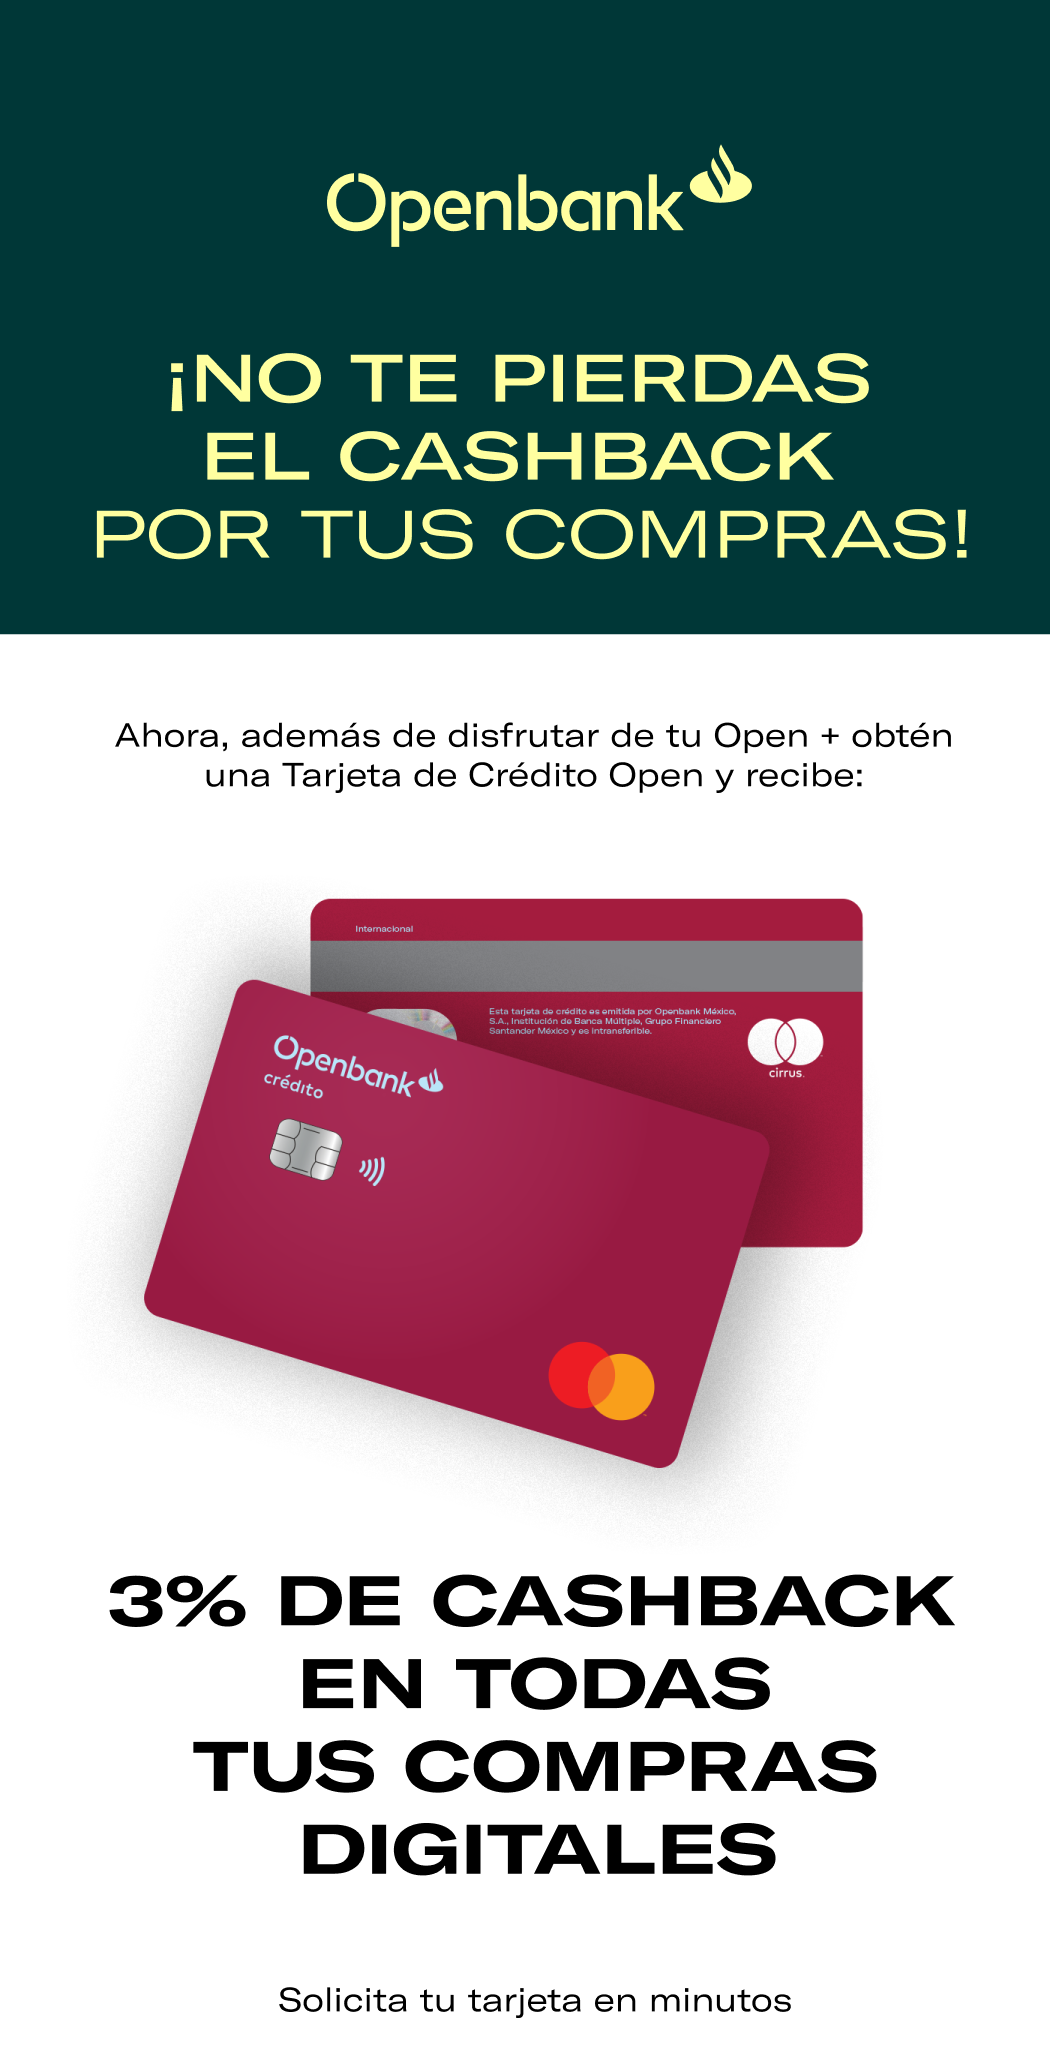 Openbank
¡NO TE PIERDAS
EL CASHBACK
POR TUS COMPRAS!
Ahora, además de disfrutar de tu Open + obtén
una Tarjeta de Crédito Open y recibe:
Internacional
Esta tarjeta de crédito es emitida por Openbank México,
S.A., Institución de Banca Múltiple, Grupo Financiero
Santander México y es intransferible.
cirrus.
Openbank
crédito
3% DE CASHBACK
EN TODAS
TUS COMPRAS
DIGITALES
Solicita tu tarjeta en minutos